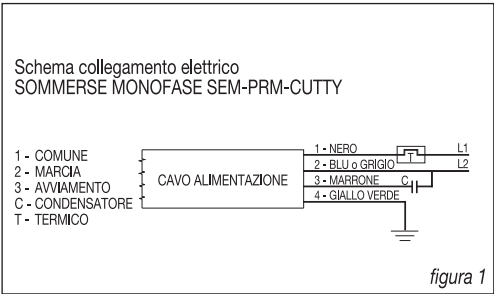 Schema collegamento elettrico
SOMMERSE MONOFASE SEM-PRM-CUTTY
1 - COMUNE
2 - MARCIA
3 - AVVIAMENTO
C - CONDENSATORE
T - TERMICO
CAVO ALIMENTAZIONE
1 - NERO
2 - BLU o GRIGIO
3 - MARRONE
4 - GIALLO VERDE
T
C
L1
L2
figura 1